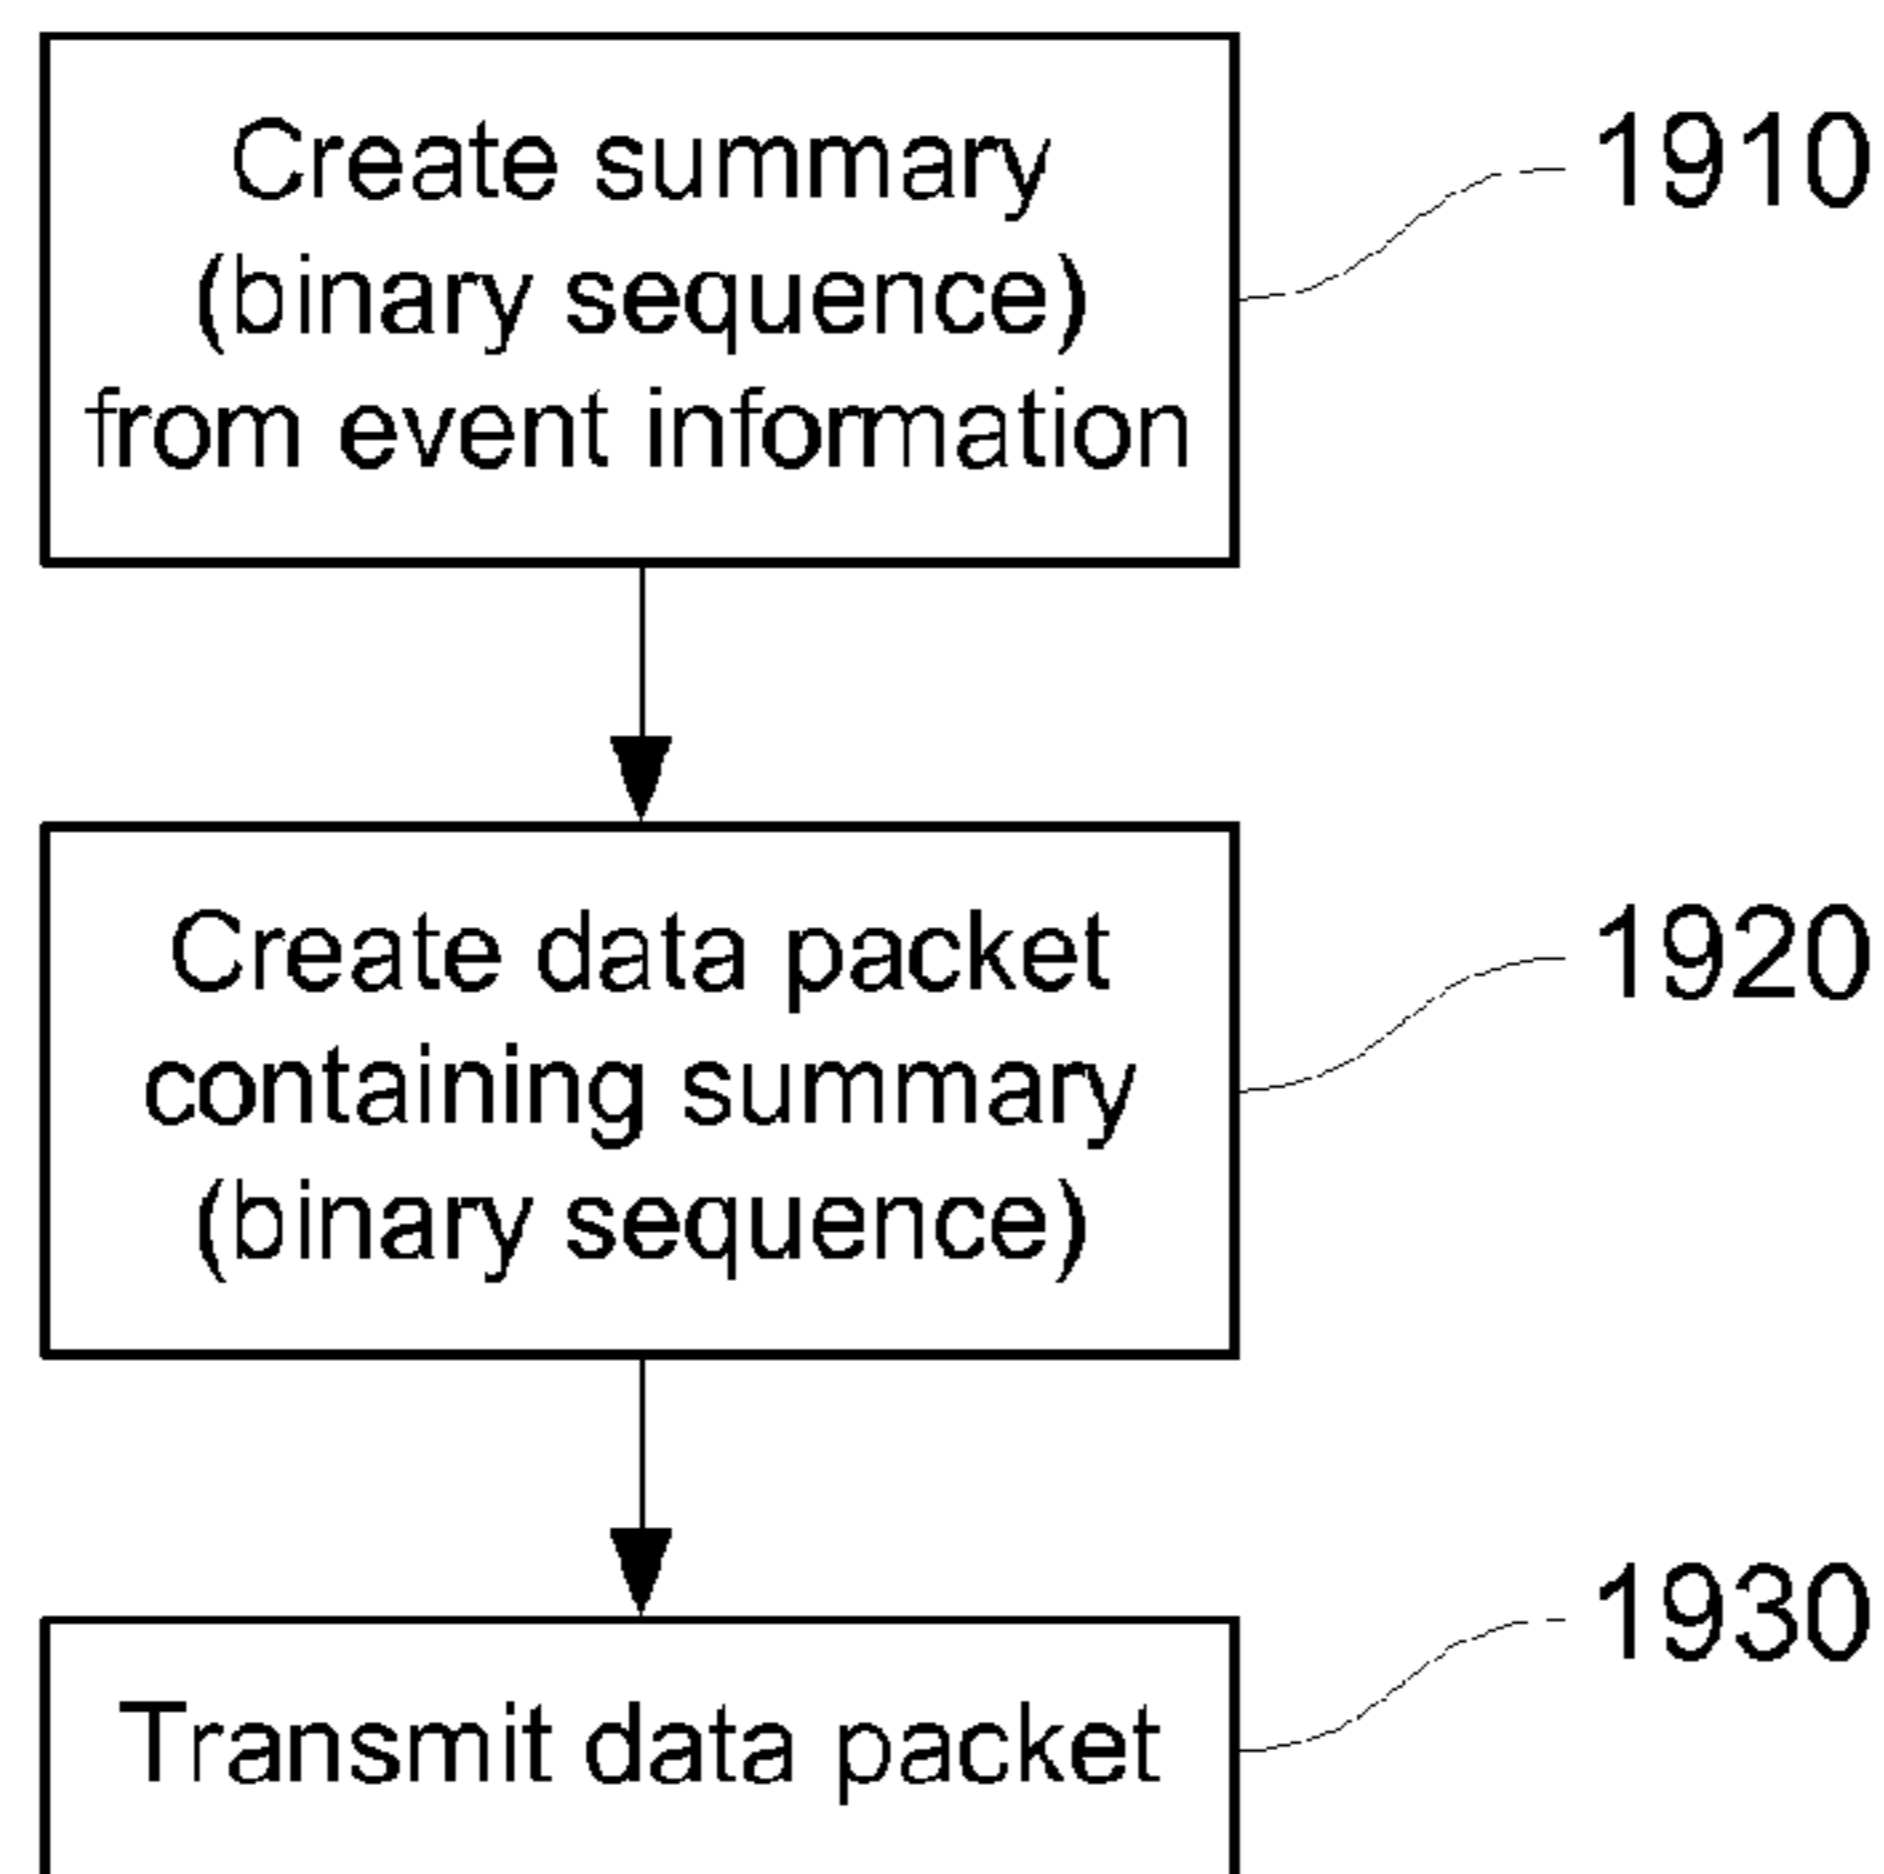 Create summary
(binary sequence)
from event information
1910
Create data packet
containing summary
(binary sequence)
1920
Transmit data packet
1930